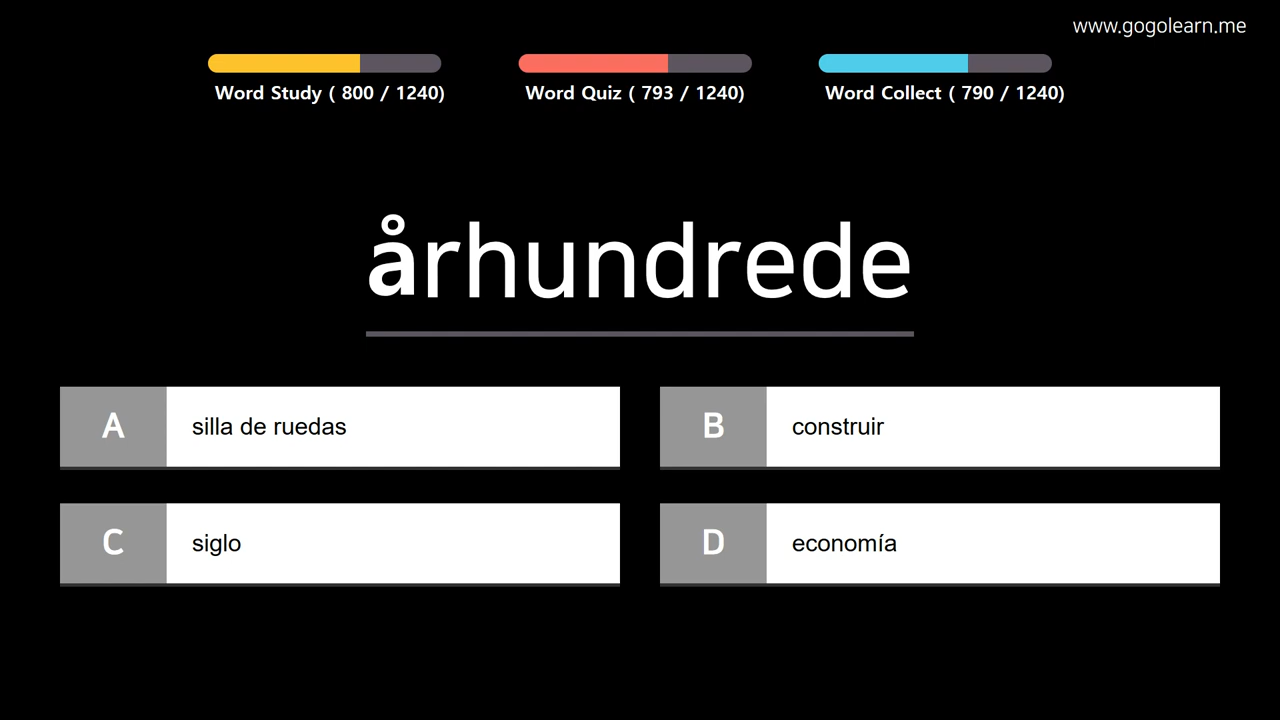 www.gogolearn.me
Word Study ( 800 / 1240)
Word Quiz ( 793 / 1240)
Word Collect ( 790 / 1240)
århundrede
A silla de ruedas
B construir
C siglo
D economía